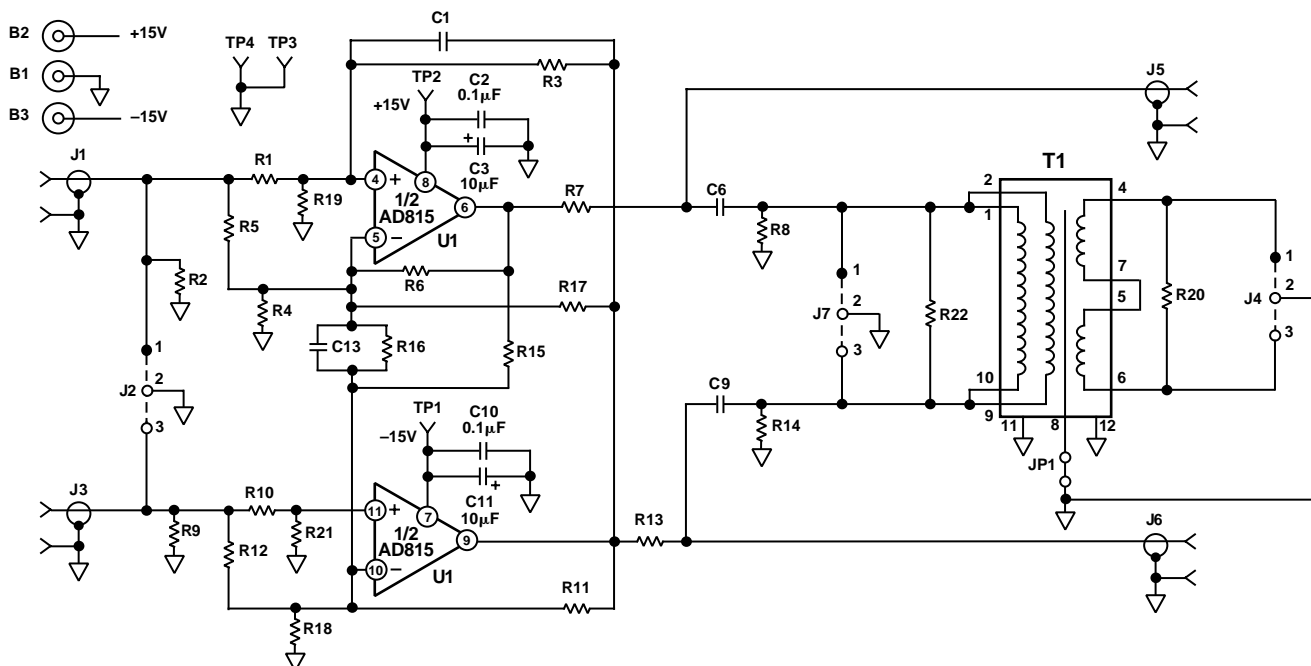 B2
+15V
B1
B3
–15V
TP4 TP3
C1
R3
TP2
C2
0.1µF
+15V
+
C3
10µF
J1
R1
R19
R5
R2
R4
4
+
8
1/2
AD815
6
5
–
U1
R7
R6
R17
C13
R16
R15
1
J2
2
3
J5
T1
C6
R8
1
J7
2
3
R22
C9
R14
2
1
10
9
11
8
12
4
7
5
6
R20
1
2
J4
3
JP1
TP1
C10
0.1µF
–15V
+
C11
10µF
J3
R9
R10
R12
R21
11
+
7
1/2
AD815
9
10
–
U1
R13
R11
R18
J6